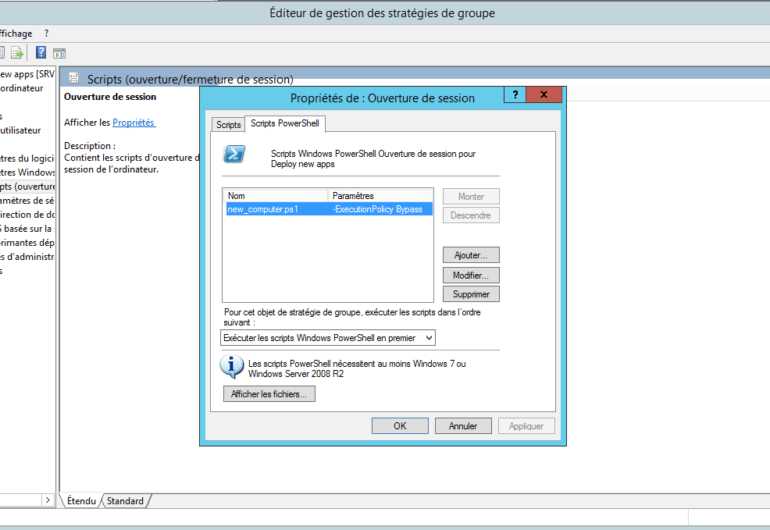 Éditeur de gestion des stratégies de groupe
ffichage ?
ew apps [SRV
ordinateur
s
utilisateur
tres du logici
tres Windows
pts (ouverture
amètres de sé
irection de do
S basée sur la
rimantes dép
s d'administr
s
Scripts (ouverture/fermeture de session)
Ouverture de session
Afficher les Propriétés
Description :
Contient les scripts d'ouverture d
session de l'ordinateur.
Propriétés de : Ouverture de session
? x
Scripts Scripts PowerShell
Scripts Windows PowerShell Ouverture de session pour
Deploy new apps
Nom Paramètres
new_computer.ps1 -ExecutionPolicy Bypass
Monter
Descendre
Ajouter...
Modifier...
Supprimer
Pour cet objet de stratégie de groupe, exécuter les scripts dans l'ordre
suivant :
Exécuter les scripts Windows PowerShell en premier
Les scripts PowerShell nécessitent au moins Windows 7 ou
Windows Server 2008 R2
Afficher les fichiers...
OK Annuler Appliquer
Étendu Standard